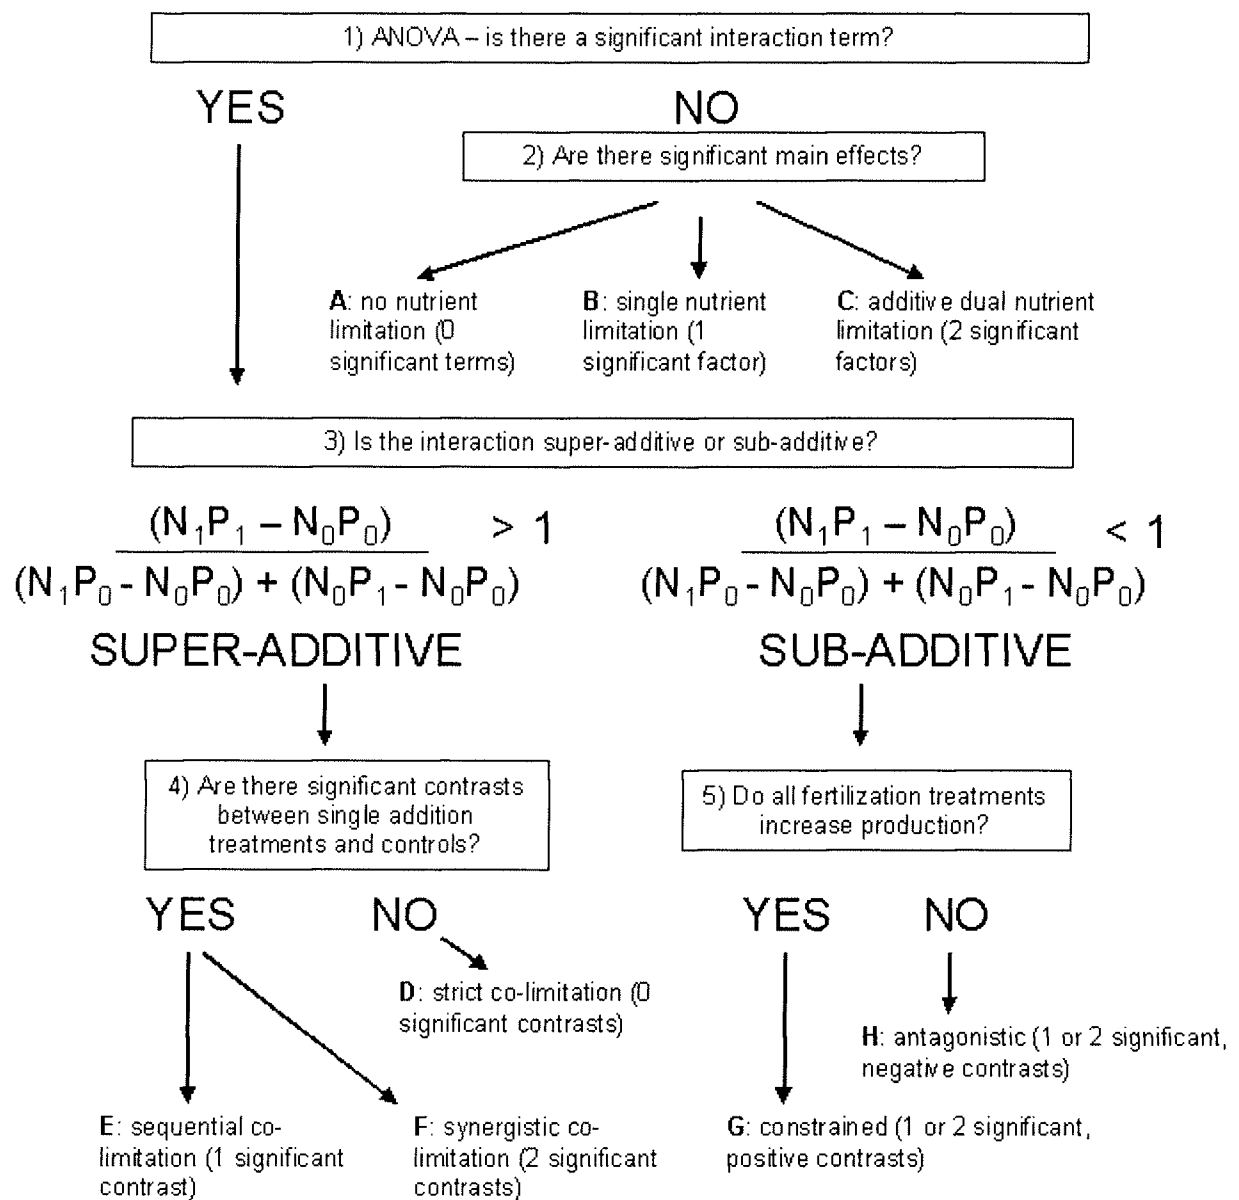 1) ANOVA – is there a significant interaction term?
YES
NO
2) Are there significant main effects?
A: no nutrient
limitation (0
significant terms)
B: single nutrient
limitation (1
significant factor)
C: additive dual nutrient
limitation (2 significant
factors)
3) Is the interaction super-additive or sub-additive?
(N₁P₁ – N₀P₀) > 1
(N₁P₀ - N₀P₀) + (N₀P₁ - N₀P₀)
SUPER-ADDITIVE
(N₁P₁ – N₀P₀) < 1
(N₁P₀ - N₀P₀) + (N₀P₁ - N₀P₀)
SUB-ADDITIVE
4) Are there significant contrasts
between single addition
treatments and controls?
5) Do all fertilization treatments
increase production?
YES
NO
YES
NO
D: strict co-limitation (0
significant contrasts)
H: antagonistic (1 or 2 significant,
negative contrasts)
E: sequential co-
limitation (1 significant
contrast)
F: synergistic co-
limitation (2 significant
contrasts)
G: constrained (1 or 2 significant,
positive contrasts)